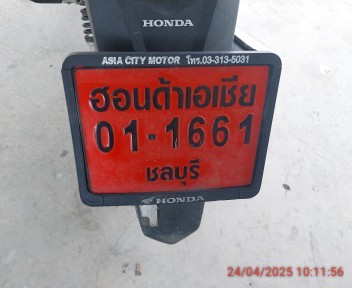 HONDA
ASIA CITY MOTOR โทร.03-313-5031
ฮอนด้าเอเชีย
01-1661
ชลบุรี
HONDA
24/04/2025 10:11:56